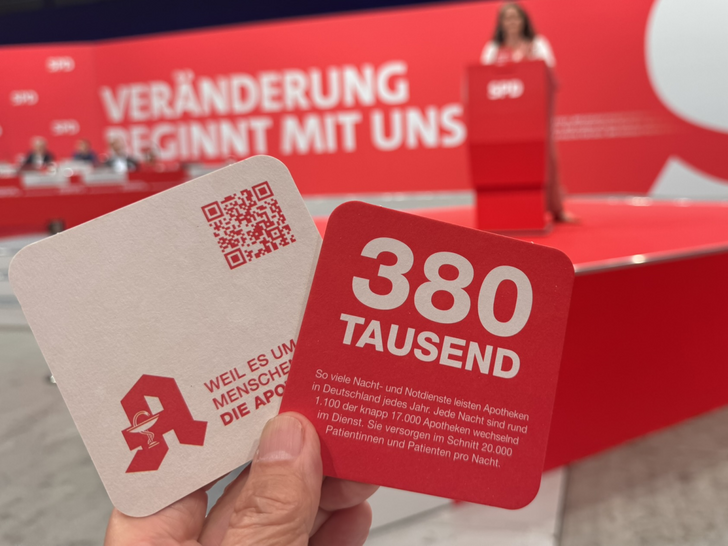 SPD
SPD
SPD
VERÄNDERUNG
BEGINNT MIT UNS
SPD
WEIL ES UM
MENSCHE
DIE APO
380
TAUSEND
So viele Nacht- und Notdienste leisten Apotheken
in Deutschland jedes Jahr. Jede Nacht sind rund
1.100 der knapp 17.000 Apotheken wechselnd
im Dienst. Sie versorgen im Schnitt 20.000
Patientinnen und Patienten pro Nacht.